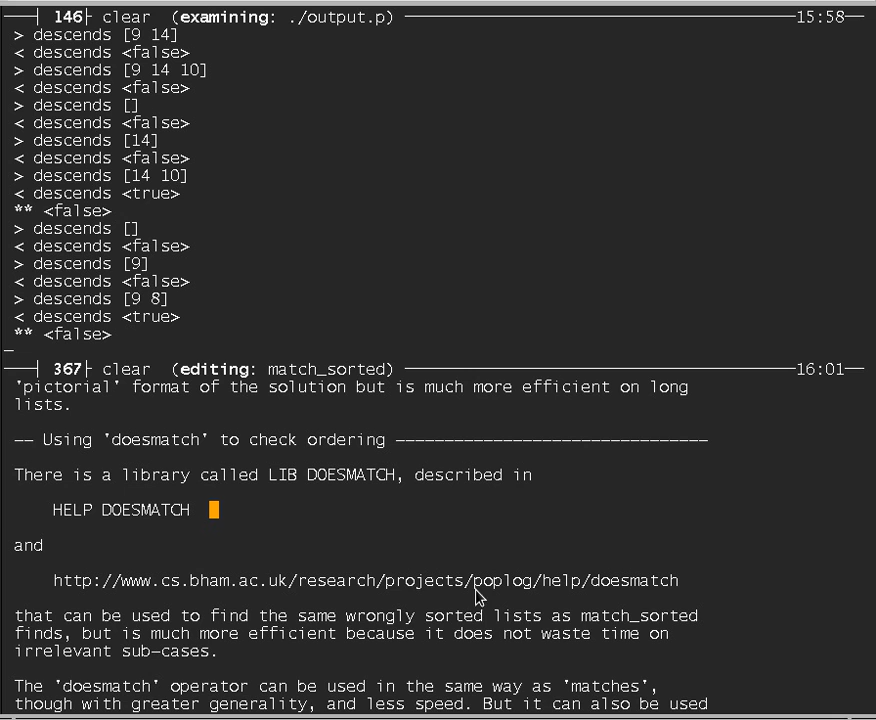 146 clear (examining: ./output.p) 15:58
> descends [9 14]
< descends <false>
> descends [9 14 10]
< descends <false>
> descends []
< descends <false>
> descends [14]
< descends <false>
> descends [14 10]
< descends <true>
** <false>
> descends []
< descends <false>
> descends [9]
< descends <false>
> descends [9 8]
< descends <true>
** <false>
367 clear (editing: match_sorted) 16:01
'pictorial' format of the solution but is much more efficient on long
lists.
-- Using 'doesmatch' to check ordering --------------------------------
There is a library called LIB DOESMATCH, described in
HELP DOESMATCH
and
http://www.cs.bham.ac.uk/research/projects/poplog/help/doesmatch
that can be used to find the same wrongly sorted lists as match_sorted
finds, but is much more efficient because it does not waste time on
irrelevant sub-cases.
The 'doesmatch' operator can be used in the same way as 'matches',
though with greater generality, and less speed. But it can also be used